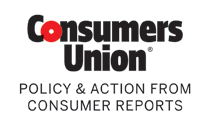 Consumers
Union®
POLICY & ACTION FROM
CONSUMER REPORTS